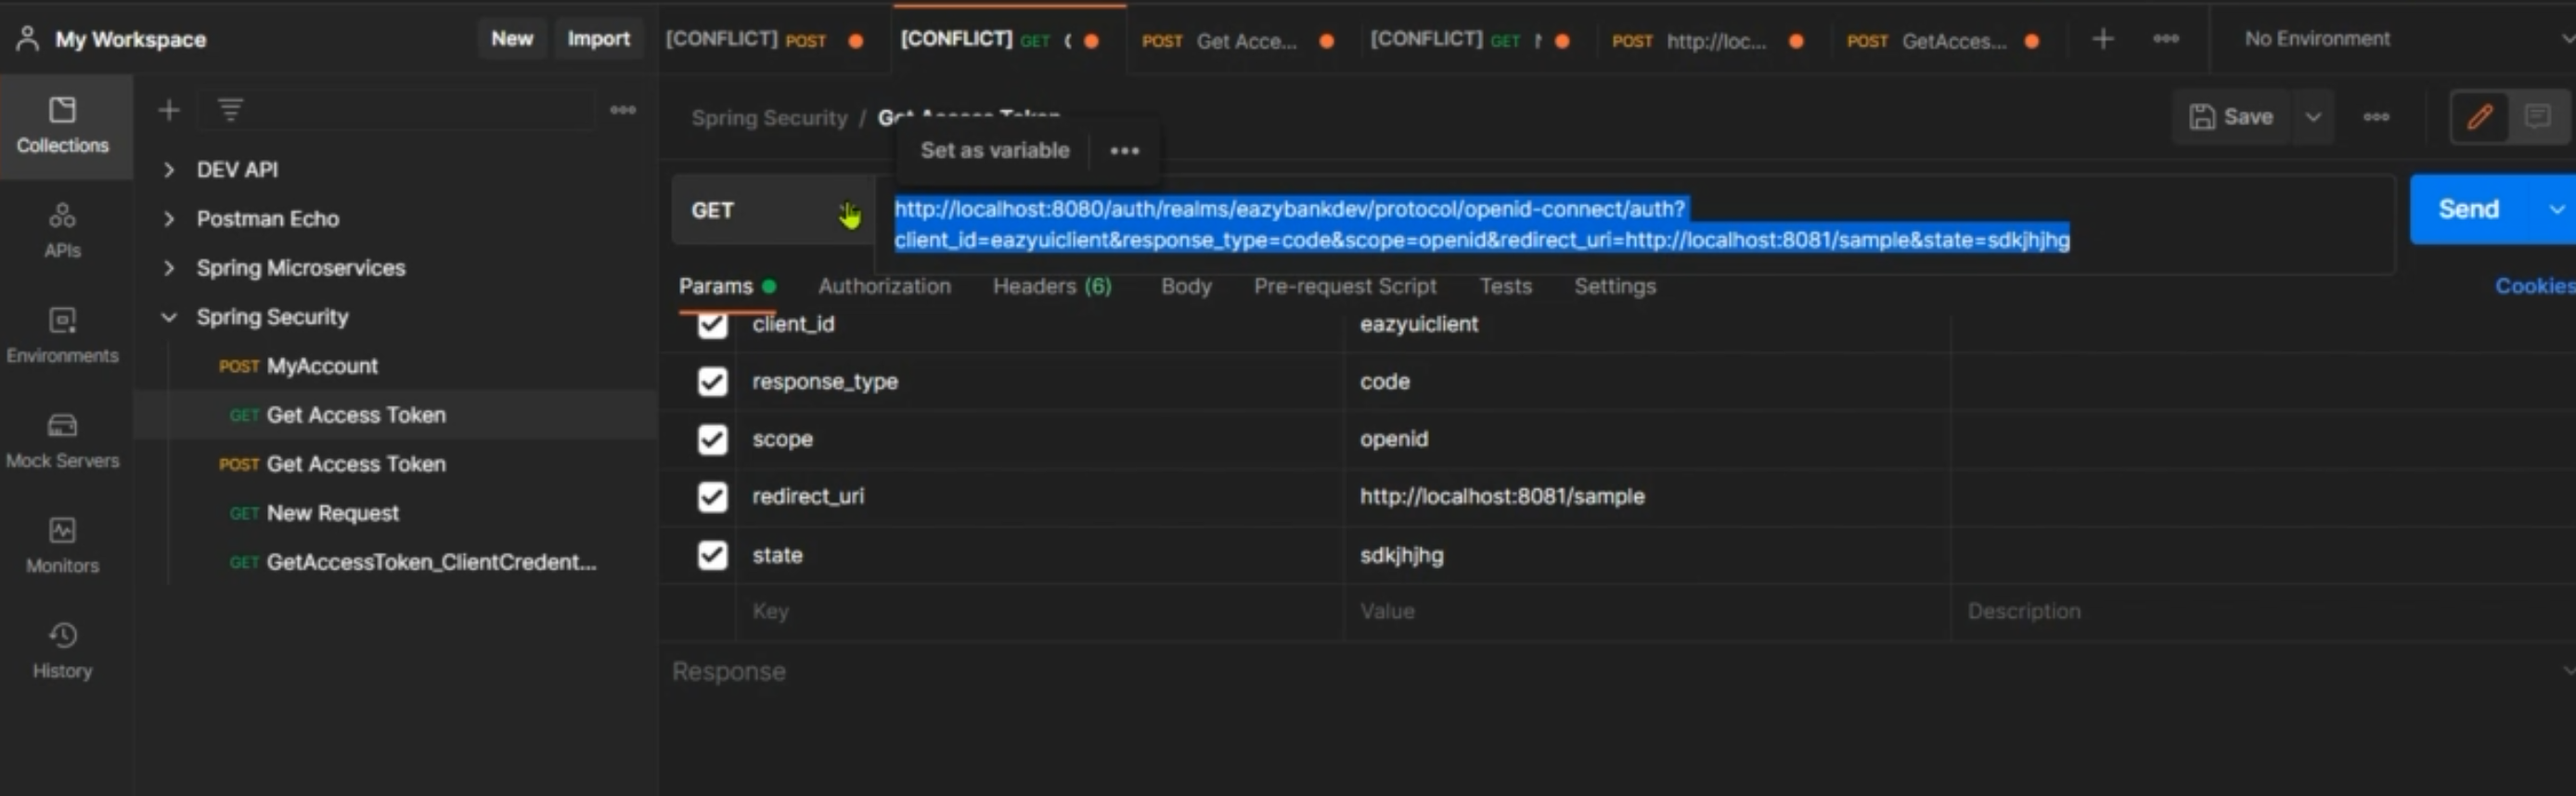 My Workspace
New
Import
[CONFLICT] POST
[CONFLICT] GET
POST Get Acce...
[CONFLICT] GET
POST http://loc...
POST GetAcces...
No Environment
Collections
APIs
Environments
Mock Servers
Monitors
History
DEV API
Postman Echo
Spring Microservices
Spring Security
POST MyAccount
GET Get Access Token
POST Get Access Token
GET New Request
GET GetAccessToken_ClientCredent...
Spring Security / Get Access Token
Save
Set as variable
GET
http://localhost:8080/auth/realms/eazybankdev/protocol/openid-connect/auth?
client_id=eazyuiclient&response_type=code&scope=openid&redirect_uri=http://localhost:8081/sample&state=sdkjhjhg
Send
Params
Authorization
Headers (6)
Body
Pre-request Script
Tests
Settings
Cookies
client_id eazyuiclient
response_type code
scope openid
redirect_uri http://localhost:8081/sample
state sdkjhjhg
Key Value Description
Response